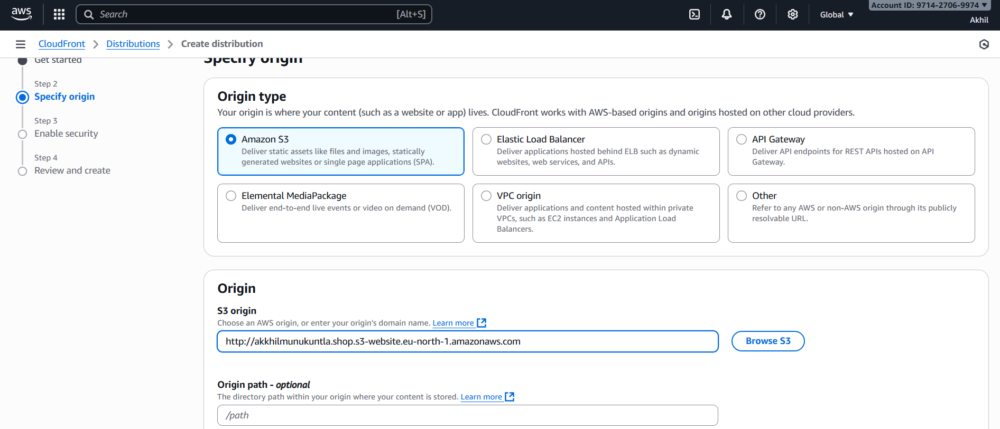 aws
Search [Alt+S]
Global
Account ID: 9714-2706-9974
Akhil
CloudFront Distributions Create distribution
Get started
Step 2
Specify origin
Step 3
Enable security
Step 4
Review and create
Specify origin
Origin type
Your origin is where your content (such as a website or app) lives. CloudFront works with AWS-based origins and origins hosted on other cloud providers.
Amazon S3
Deliver static assets like files and images, statically
generated websites or single page applications (SPA).
Elastic Load Balancer
Deliver applications hosted behind ELB such as dynamic
websites, web services, and APIs.
API Gateway
Deliver API endpoints for REST APIs hosted on API
Gateway.
Elemental MediaPackage
Deliver end-to-end live events or video on demand (VOD).
VPC origin
Deliver applications and content hosted within private
VPCs, such as EC2 instances and Application Load
Balancers.
Other
Refer to any AWS or non-AWS origin through its publicly
resolvable URL.
Origin
S3 origin
Choose an AWS origin, or enter your origin's domain name. Learn more
http://akkhilmunukuntla.shop.s3-website.eu-north-1.amazonaws.com
Browse S3
Origin path - optional
The directory path within your origin where your content is stored. Learn more
/path